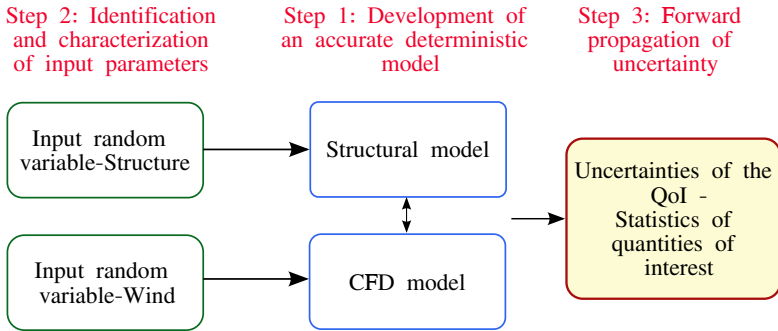 Step 2: Identification
and characterization
of input parameters
Step 1: Development of
an accurate deterministic
model
Step 3: Forward
propagation of
uncertainty
Input random
variable-Structure
Structural model
Uncertainties of the
QoI -
Statistics of
quantities of
interest
Input random
variable-Wind
CFD model